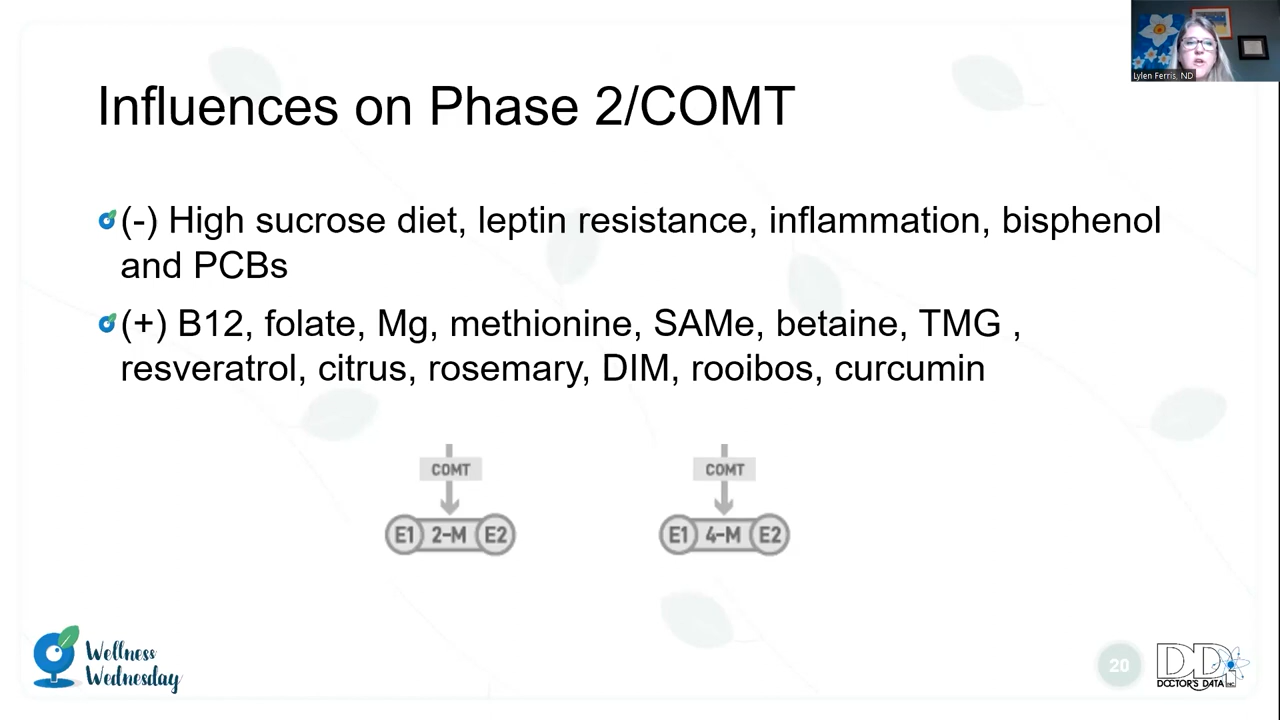 Lylen Ferris, ND
Influences on Phase 2/COMT
(-) High sucrose diet, leptin resistance, inflammation, bisphenol
and PCBs
(+) B12, folate, Mg, methionine, SAMe, betaine, TMG ,
resveratrol, citrus, rosemary, DIM, rooibos, curcumin
COMT COMT
E1 2-M E2 E1 4-M E2
Wellness
Wednesday
20
DDI
DOCTOR'S DATA INC.